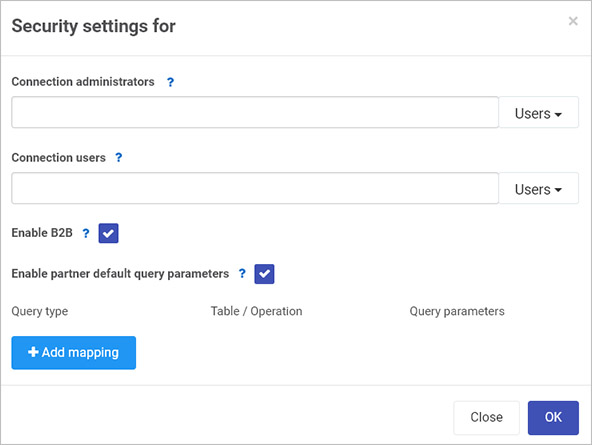 Security settings for
×
Connection administrators ?
Users
Connection users ?
Users
Enable B2B ?
Enable partner default query parameters ?
Query type Table / Operation Query parameters
+ Add mapping
Close OK